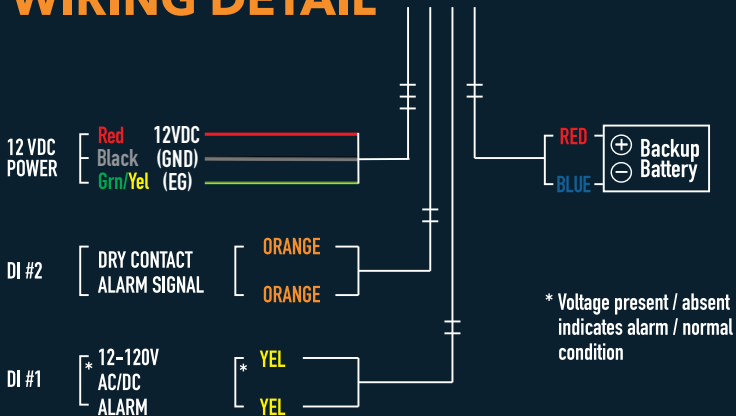 WIRING DETAIL
12 VDC POWER
Red 12VDC
Black (GND)
Grn/Yel (EG)
RED
BLUE
+ Backup
− Battery
DI #2
DRY CONTACT
ALARM SIGNAL
ORANGE
ORANGE
* Voltage present / absent
indicates alarm / normal
condition
DI #1
* 12-120V
AC/DC
ALARM
* YEL
YEL